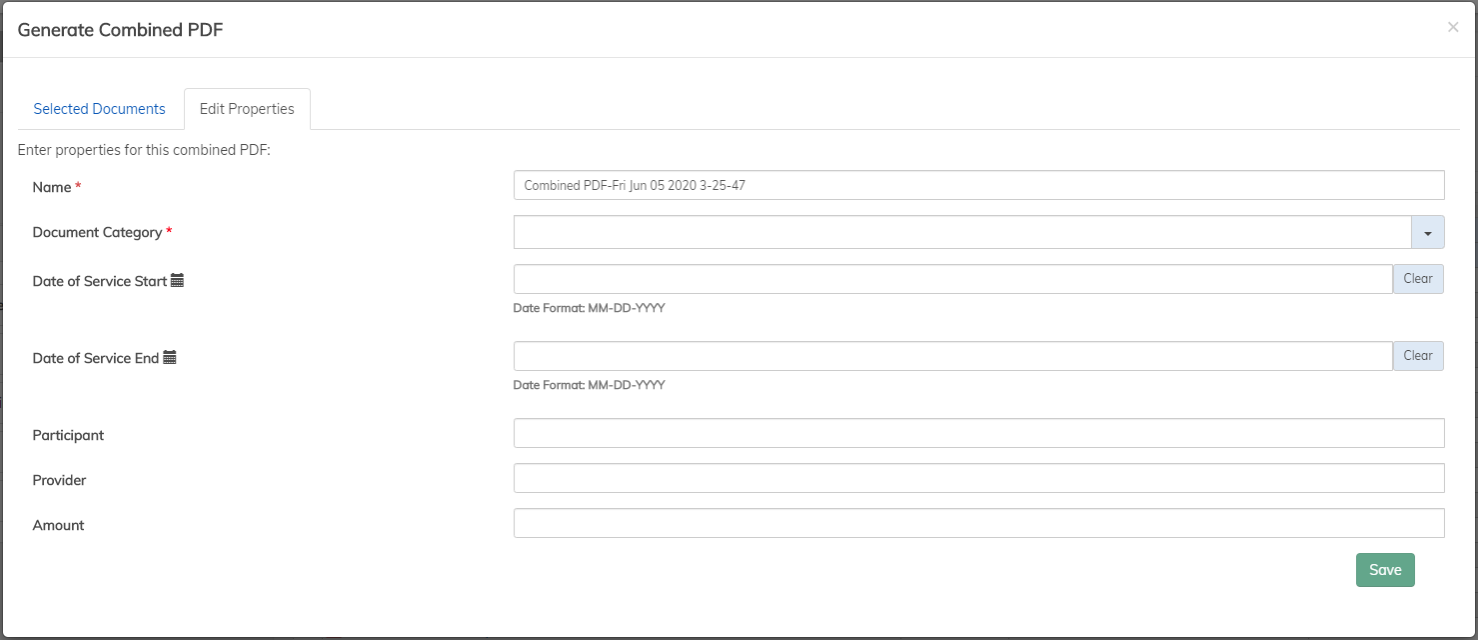 Generate Combined PDF
×
Selected Documents Edit Properties
Enter properties for this combined PDF:
Name * Combined PDF-Fri Jun 05 2020 3-25-47
Document Category *
Date of Service Start Clear
Date Format: MM-DD-YYYY
Date of Service End Clear
Date Format: MM-DD-YYYY
Participant
Provider
Amount
Save